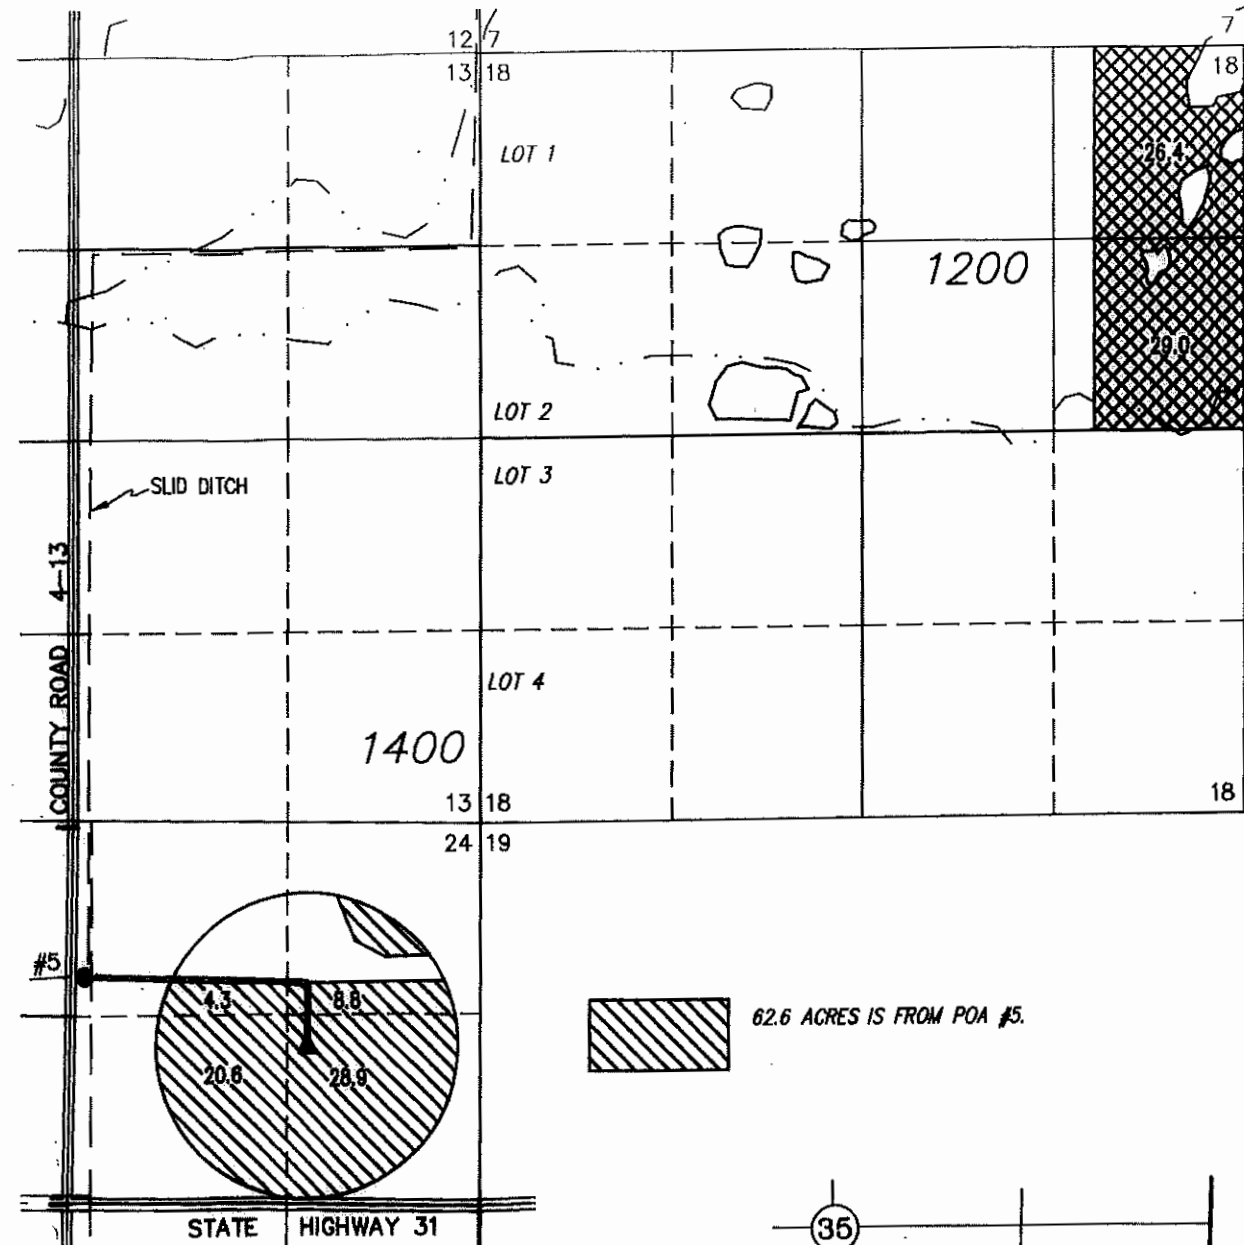 12 7
7
13 18
18
LOT 1
26.4
1200
29.0
LOT 2
LOT 3
SLID DITCH
COUNTY ROAD 4-13
LOT 4
1400
13 18
18
24 19
#5
4.3 8.8
62.6 ACRES IS FROM POA #5.
20.6 28.9
STATE HIGHWAY 31
35